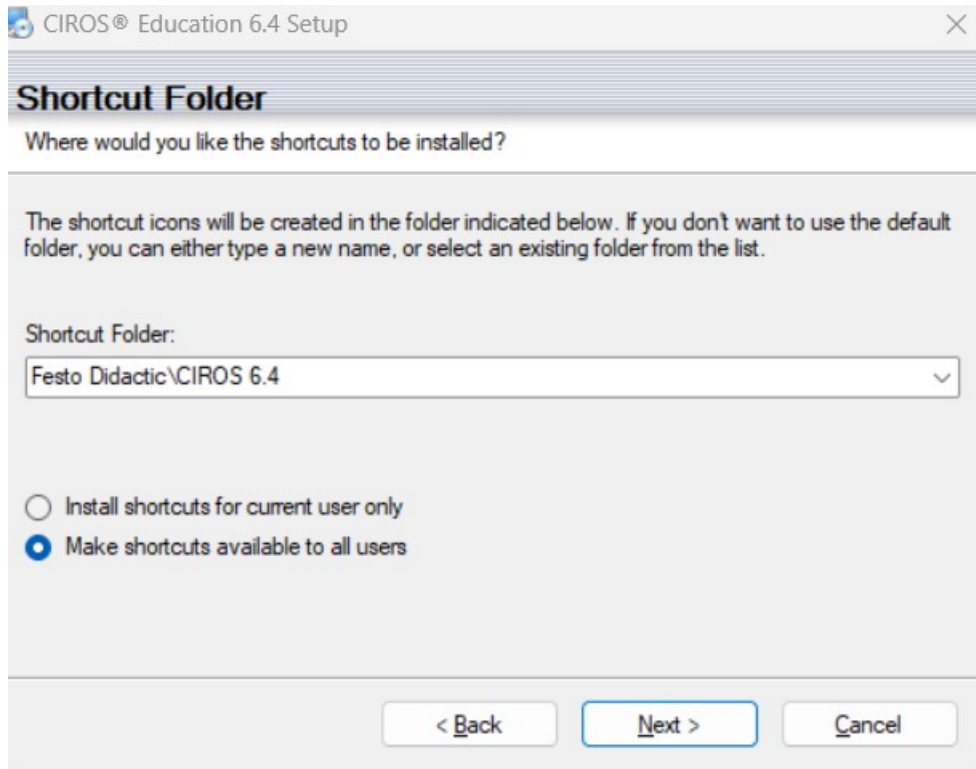 CIROS® Education 6.4 Setup
Shortcut Folder
Where would you like the shortcuts to be installed?
The shortcut icons will be created in the folder indicated below. If you don't want to use the default
folder, you can either type a new name, or select an existing folder from the list.
Shortcut Folder:
Festo Didactic\CIROS 6.4
Install shortcuts for current user only
Make shortcuts available to all users
< Back Next > Cancel